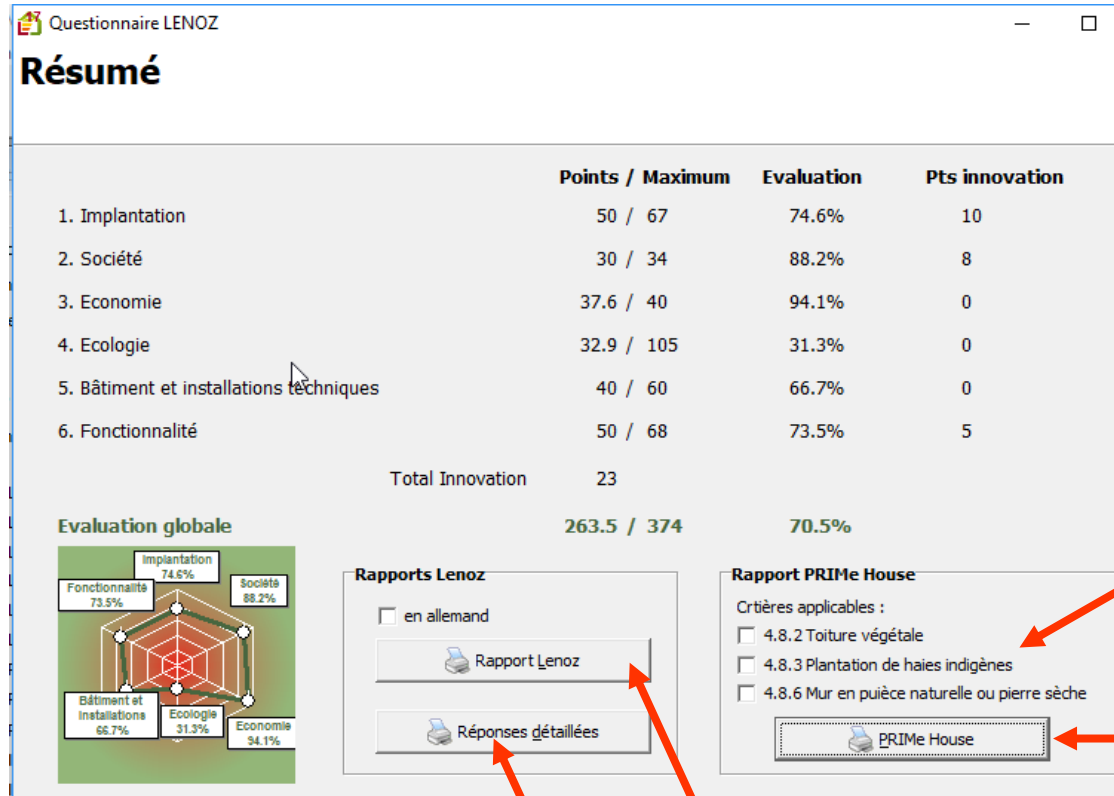 Questionnaire LENOZ
Résumé
Points / Maximum Evaluation Pts innovation
1. Implantation 50 / 67 74.6% 10
2. Société 30 / 34 88.2% 8
3. Economie 37.6 / 40 94.1% 0
4. Ecologie 32.9 / 105 31.3% 0
5. Bâtiment et installations techniques 40 / 60 66.7% 0
6. Fonctionnalité 50 / 68 73.5% 5
Total Innovation 23
Evaluation globale 263.5 / 374 70.5%
Implantation
74.6%
Fonctionnalité
73.5%
Société
88.2%
Bâtiment et
Installations
66.7%
Ecologie
31.3%
Economie
94.1%
Rapports Lenoz
en allemand
Rapport Lenoz
Réponses détaillées
Rapport PRIMe House
Crtières applicables :
4.8.2 Toiture végétale
4.8.3 Plantation de haies indigènes
4.8.6 Mur en puièce naturelle ou pierre sèche
PRIMe House